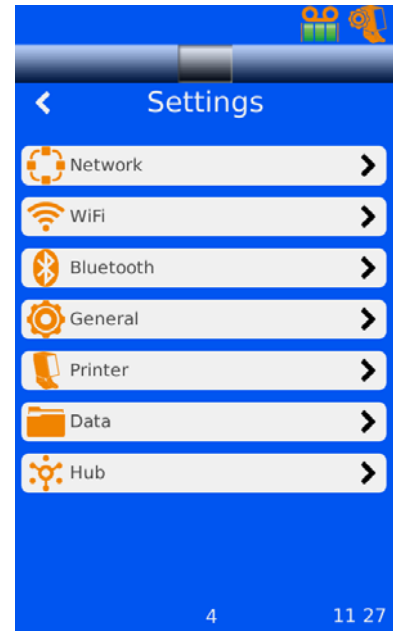 Settings
Network
WiFi
Bluetooth
General
Printer
Data
Hub
4
11 27